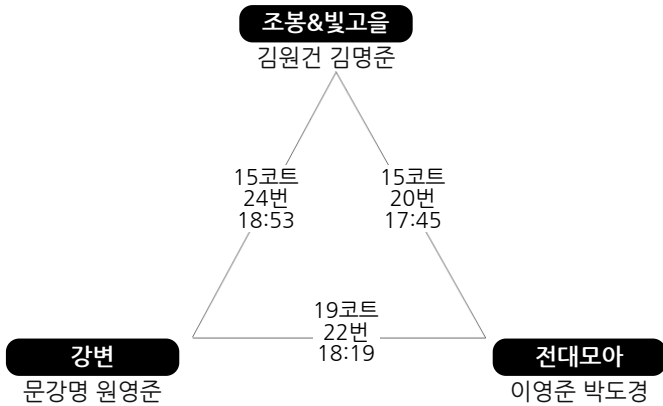 조봉&빛고을
김원건 김명준
15코트
24번
18:53
15코트
20번
17:45
19코트
22번
18:19
강변
문강명 원영준
전대모아
이영준 박도경